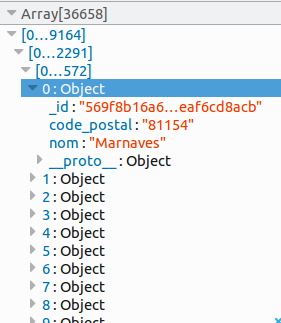 Array[36658]
[0…9164]
[0…2291]
[0…572]
0: Object
_id: "569f8b16a6…eaf6cd8acb"
code_postal: "81154"
nom: "Marnaves"
__proto__: Object
1: Object
2: Object
3: Object
4: Object
5: Object
6: Object
7: Object
8: Object
9: Object